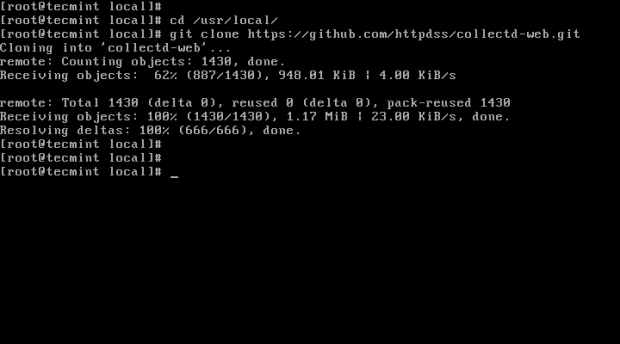 [root@tecmint local]#
[root@tecmint local]# cd /usr/local/
[root@tecmint local]# git clone https://github.com/httpdss/collectd-web.git
Cloning into 'collectd-web'...
remote: Counting objects: 1430, done.
Receiving objects:  62% (887/1430), 948.01 KiB | 4.00 KiB/s
remote: Total 1430 (delta 0), reused 0 (delta 0), pack-reused 1430
Receiving objects: 100% (1430/1430), 1.17 MiB | 23.00 KiB/s, done.
Resolving deltas: 100% (666/666), done.
[root@tecmint local]#
[root@tecmint local]#
[root@tecmint local]# _